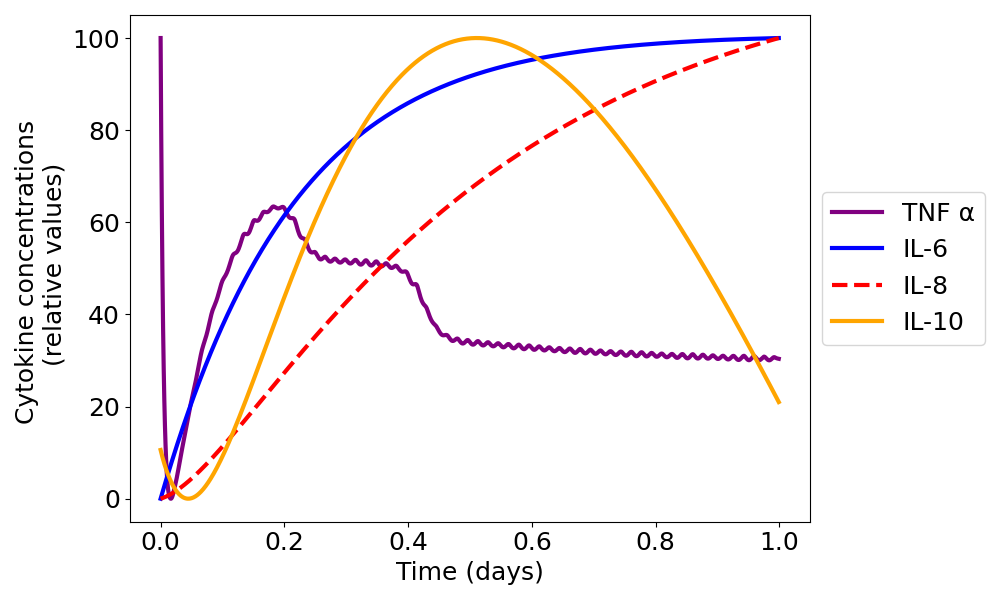 Cytokine concentrations
(relative values)
100
80
60
40
20
0
0.0
0.2
0.4
0.6
0.8
1.0
Time (days)
TNF α
IL-6
IL-8
IL-10